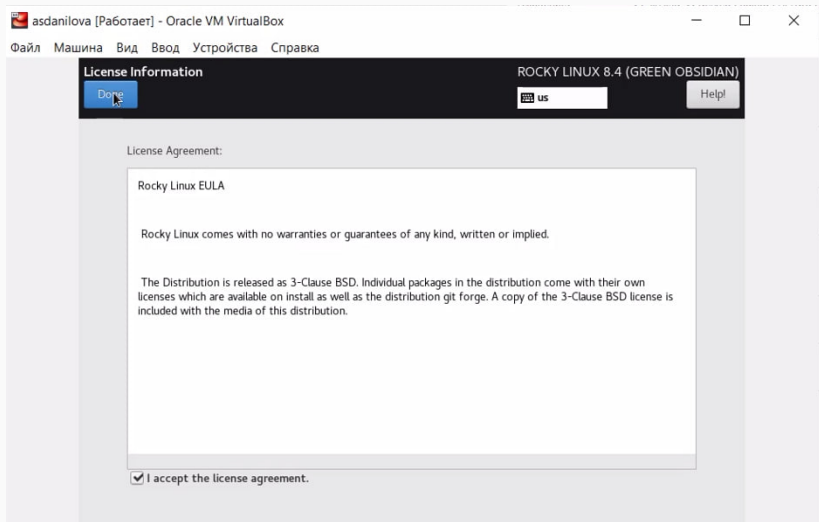 asdanilova [Работает] - Oracle VM VirtualBox
Файл Машина Вид Ввод Устройства Справка
License Information
ROCKY LINUX 8.4 (GREEN OBSIDIAN)
Done
us
Help!
License Agreement:
Rocky Linux EULA
Rocky Linux comes with no warranties or guarantees of any kind, written or implied.
The Distribution is released as 3-Clause BSD. Individual packages in the distribution come with their own
licenses which are available on install as well as the distribution git forge. A copy of the 3-Clause BSD license is
included with the media of this distribution.
I accept the license agreement.